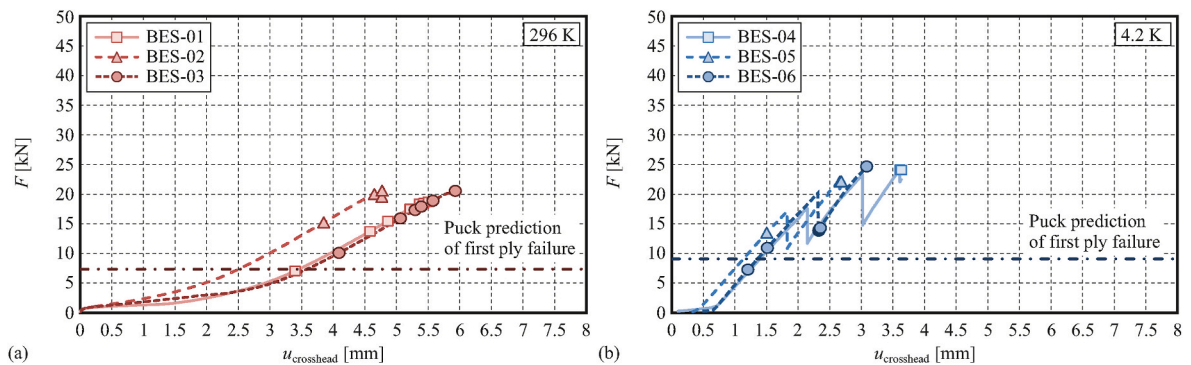 50
45
40
35
30
25
20
15
10
5
0
F [kN]
BES-01
BES-02
BES-03
296 K
Puck prediction
of first ply failure
0 0.5 1 1.5 2 2.5 3 3.5 4 4.5 5 5.5 6 6.5 7 7.5 8
(a)
u crosshead [mm]
50
45
40
35
30
25
20
15
10
5
0
F [kN]
BES-04
BES-05
BES-06
4.2 K
Puck prediction
of first ply failure
0 0.5 1 1.5 2 2.5 3 3.5 4 4.5 5 5.5 6 6.5 7 7.5 8
(b)
u crosshead [mm]